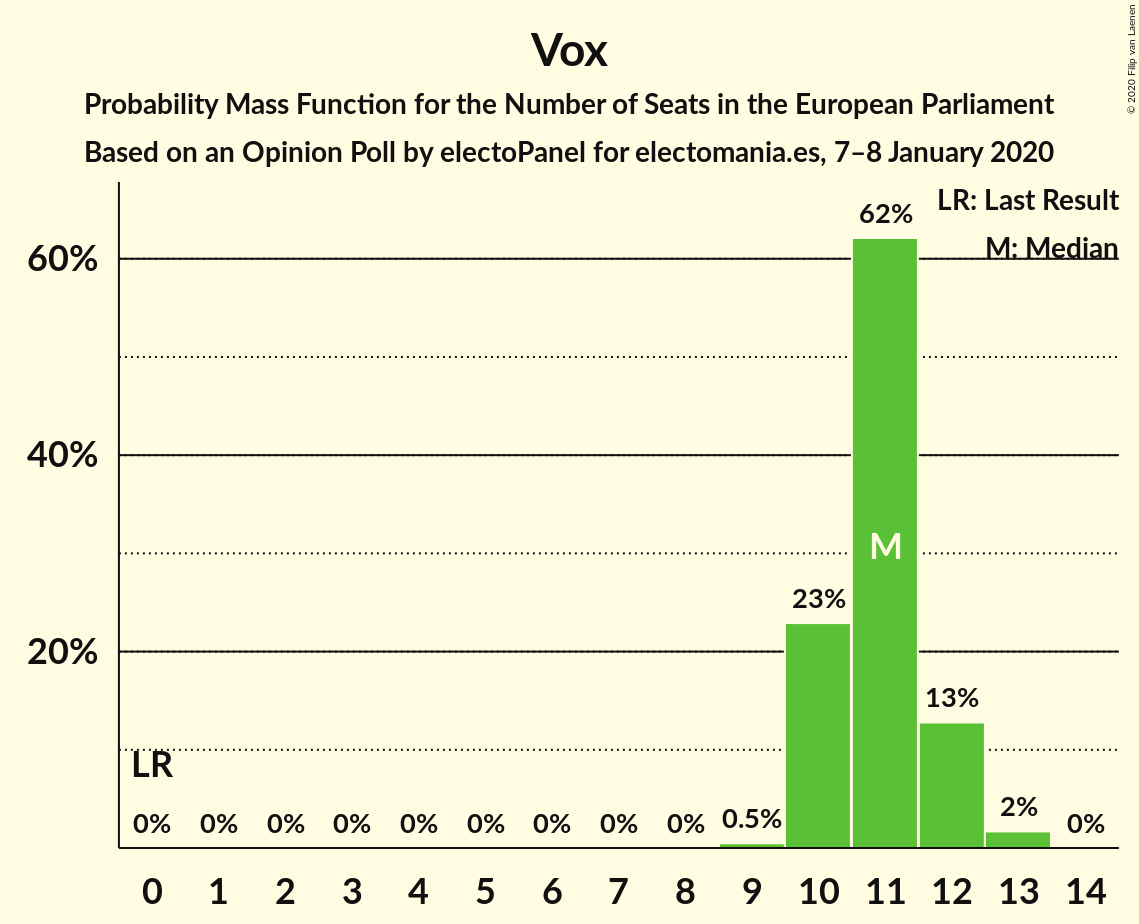 Vox
Probability Mass Function for the Number of Seats in the European Parliament
Based on an Opinion Poll by electoPanel for electomania.es, 7–8 January 2020
© 2020 Filip van Laenen
LR: Last Result
M: Median
60%
40%
20%
LR
M
0% 0% 0% 0% 0% 0% 0% 0% 0% 0.5% 23% 62% 13% 2% 0%
0 1 2 3 4 5 6 7 8 9 10 11 12 13 14